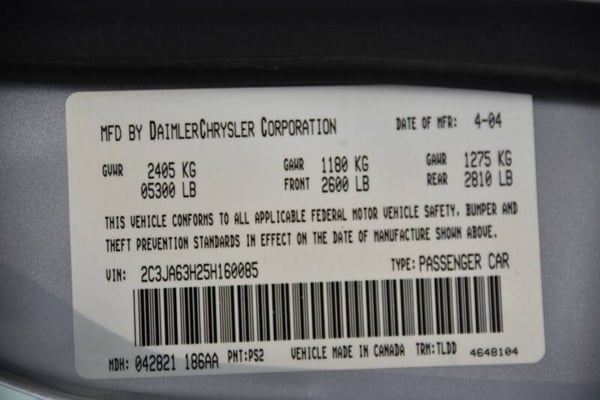 MFD BY DAIMLERCHRYSLER CORPORATION DATE OF MFR: 4-04
GVWR 2405 KG GAWR 1180 KG GAWR 1275 KG
05300 LB FRONT 2600 LB REAR 2810 LB
THIS VEHICLE CONFORMS TO ALL APPLICABLE FEDERAL MOTOR VEHICLE SAFETY, BUMPER AND
THEFT PREVENTION STANDARDS IN EFFECT ON THE DATE OF MANUFACTURE SHOWN ABOVE.
VIN: 2C3JA63H25H160085 TYPE: PASSENGER CAR
MDH: 042821 186AA PNT:PS2 VEHICLE MADE IN CANADA TRM:TLDD 4648104